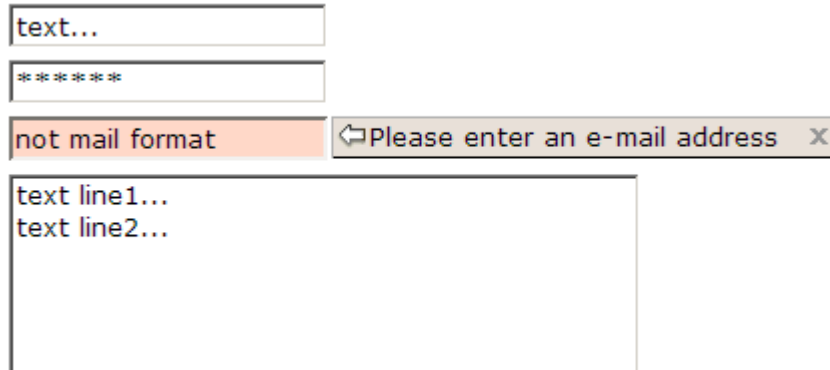 text...
******
not mail format
Please enter an e-mail address x
text line1...
text line2...